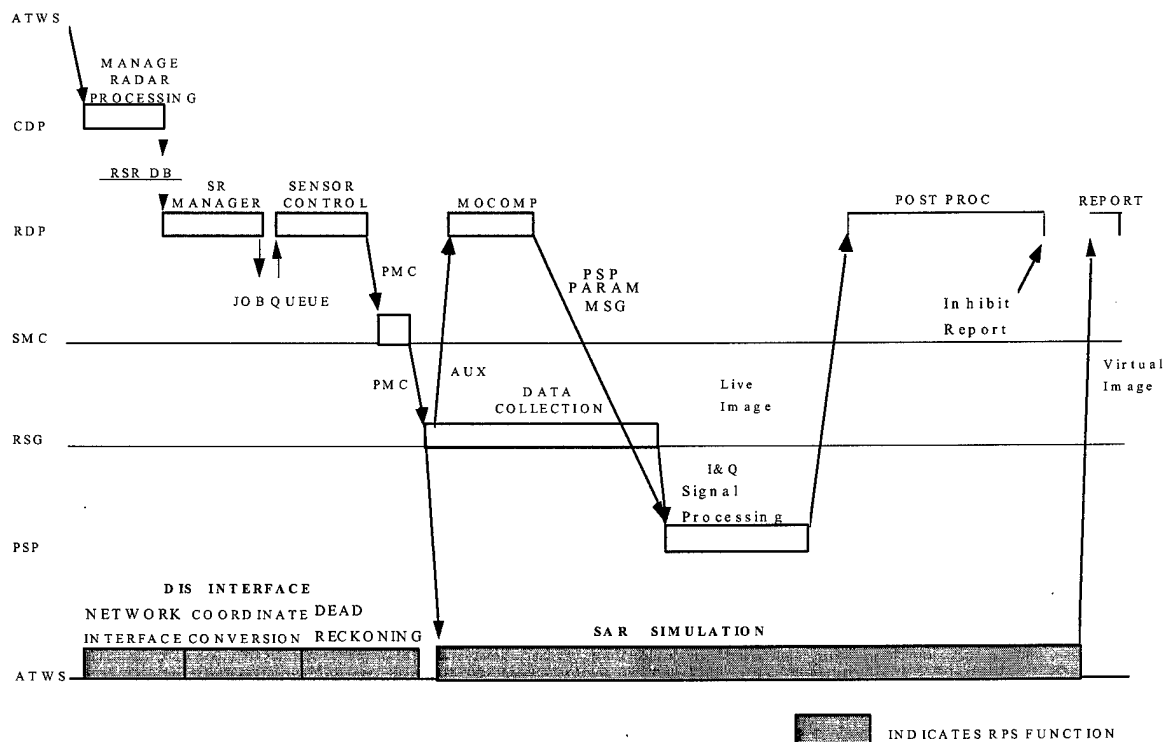 ATWS
MANAGE
RADAR
PROCESSING
CDP
RSR DB
SR
MANAGER
SENSOR
CONTROL
MOCOMP
POST PROC
REPORT
RDP
PMC
JOB QUEUE
PSP
PARAM
MSG
Inhibit
Report
SMC
PMC
AUX
DATA
COLLECTION
Live
Image
Virtual
Image
RSG
I&Q
Signal
Processing
PSP
DIS INTERFACE
NETWORK COORDINATE DEAD
INTERFACE CONVERSION RECKONING
SAR SIMULATION
ATWS
INDICATES RPS FUNCTION